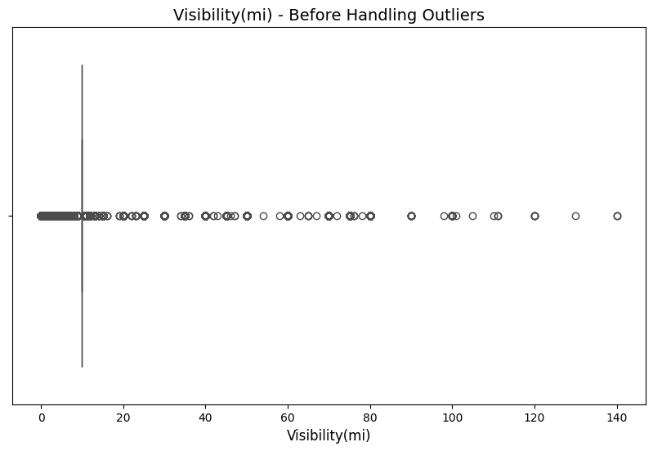 Visibility(mi) - Before Handling Outliers
0 20 40 60 80 100 120 140
Visibility(mi)